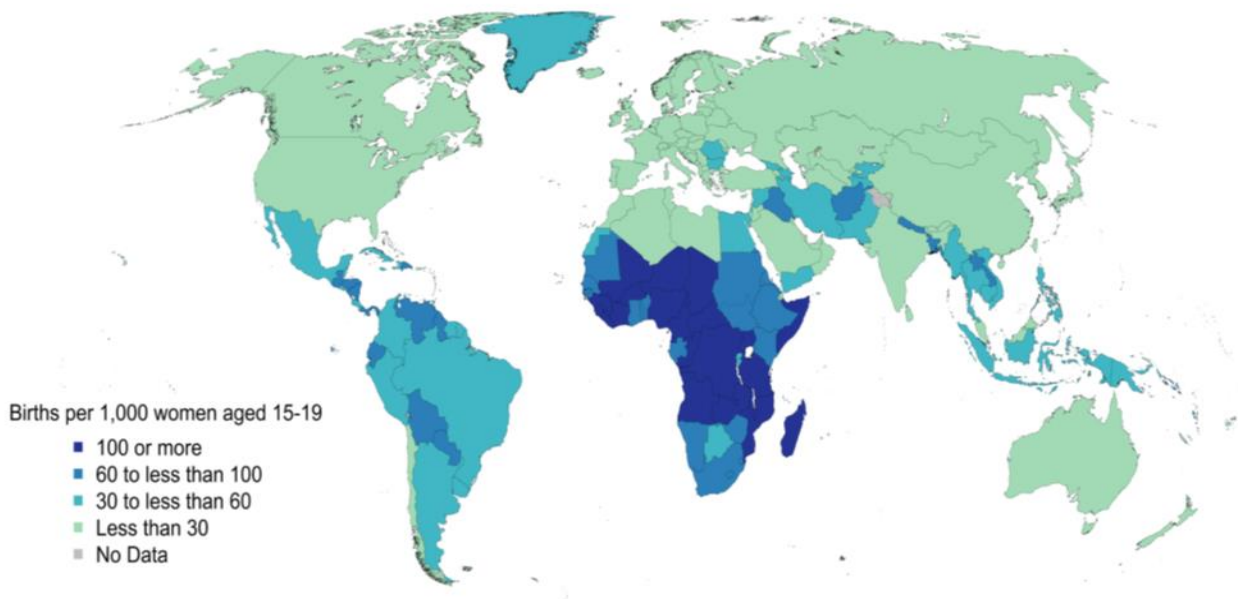 Births per 1,000 women aged 15-19
100 or more
60 to less than 100
30 to less than 60
Less than 30
No Data